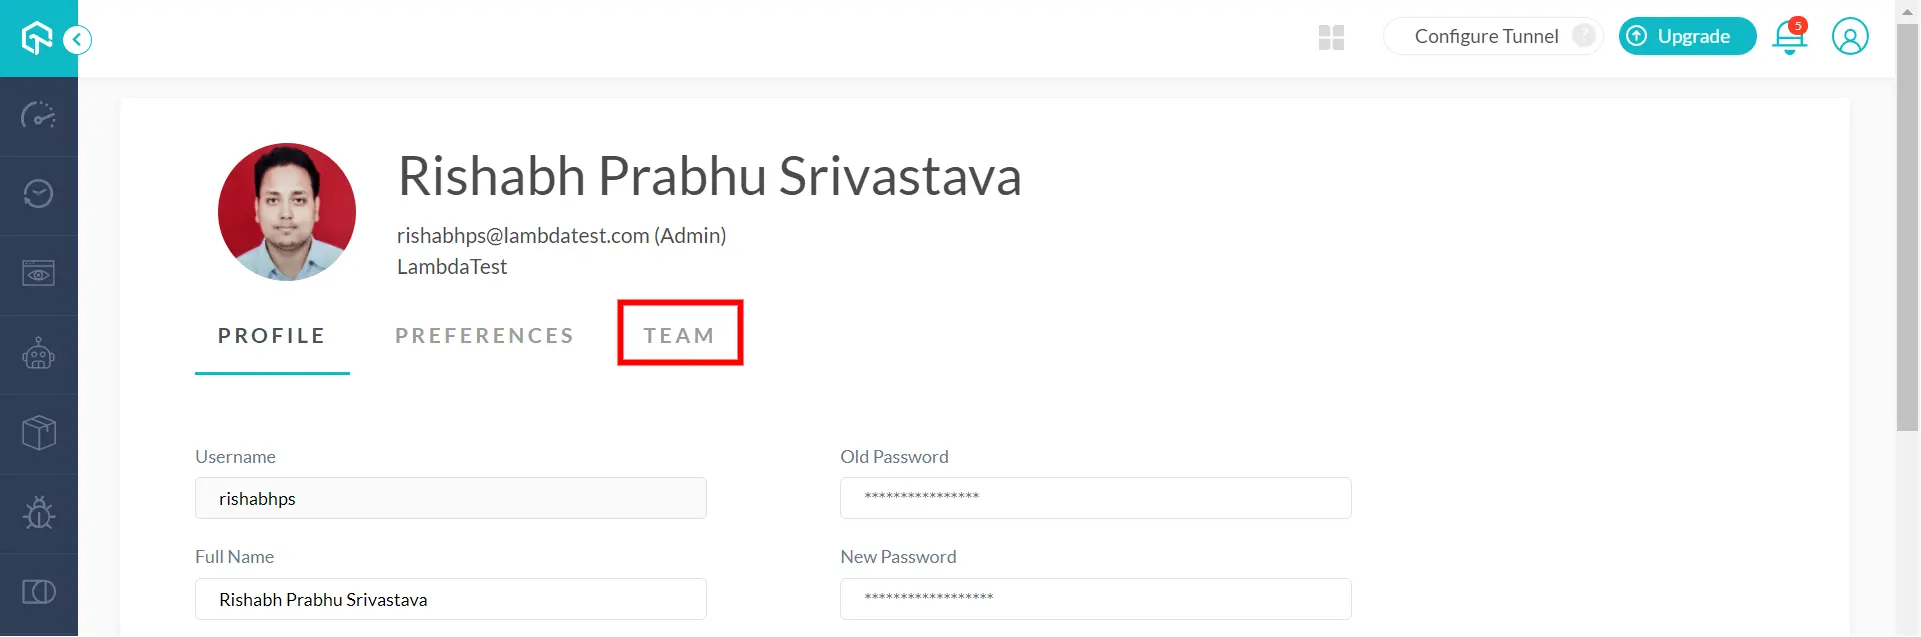 Configure Tunnel ?
Upgrade
5
Rishabh Prabhu Srivastava
rishabhps@lambdatest.com (Admin)
LambdaTest
PROFILE PREFERENCES TEAM
Username
rishabhps
Old Password
****************
Full Name
Rishabh Prabhu Srivastava
New Password
******************